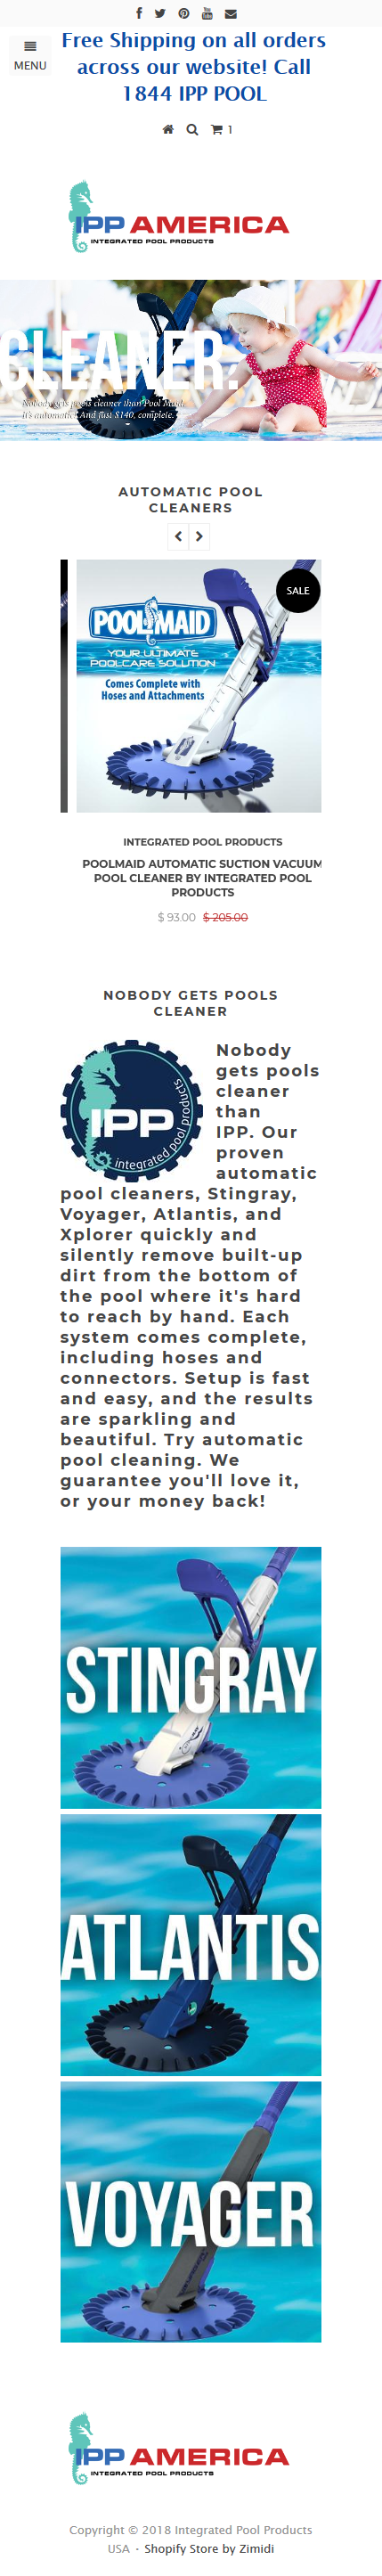 Free Shipping on all orders
across our website! Call
1 844 IPP POOL
MENU
1
IPP AMERICA
INTEGRATED POOL PRODUCTS
CLEANER.
Nobody gets pools cleaner than Pool Maid.
It's automatic. And just $140, complete.
AUTOMATIC POOL
CLEANERS
SALE
POOLMAID
YOUR ULTIMATE
POOLCARE SOLUTION
Comes Complete with
Hoses and Attachments
INTEGRATED POOL PRODUCTS
POOLMAID AUTOMATIC SUCTION VACUUM
POOL CLEANER BY INTEGRATED POOL
PRODUCTS
$ 93.00 $ 205.00
NOBODY GETS POOLS
CLEANER
IPP
integrated pool products
Nobody
gets pools
cleaner
than
IPP. Our
proven
automatic
pool cleaners, Stingray,
Voyager, Atlantis, and
Xplorer quickly and
silently remove built-up
dirt from the bottom of
the pool where it's hard
to reach by hand. Each
system comes complete,
including hoses and
connectors. Setup is fast
and easy, and the results
are sparkling and
beautiful. Try automatic
pool cleaning. We
guarantee you'll love it,
or your money back!
STINGRAY
ATLANTIS
VOYAGER
IPP AMERICA
INTEGRATED POOL PRODUCTS
Copyright © 2018 Integrated Pool Products
USA • Shopify Store by Zimidi